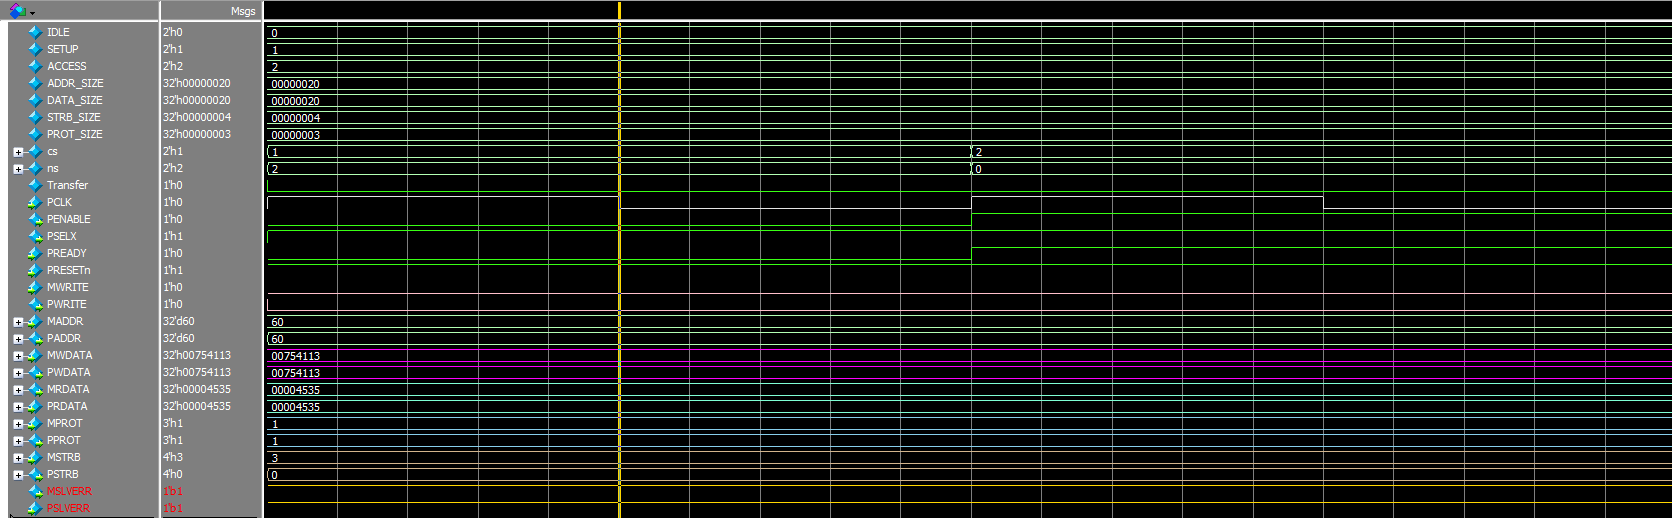 Msgs
IDLE 2'h0 0
SETUP 2'h1 1
ACCESS 2'h2 2
ADDR_SIZE 32'h00000020 00000020
DATA_SIZE 32'h00000020 00000020
STRB_SIZE 32'h00000004 00000004
PROT_SIZE 32'h00000003 00000003
cs 2'h1 1 2
ns 2'h2 2 0
Transfer 1'h0
PCLK 1'h0
PENABLE 1'h0
PSELX 1'h1
PREADY 1'h0
PRESETn 1'h1
MWRITE 1'h0
PWRITE 1'h0
MADDR 32'd60 60
PADDR 32'd60 60
MWDATA 32'h00754113 00754113
PWDATA 32'h00754113 00754113
MRDATA 32'h00004535 00004535
PRDATA 32'h00004535 00004535
MPROT 3'h1 1
PPROT 3'h1 1
MSTRB 4'h3 3
PSTRB 4'h0 0
MSLVERR 1'b1
PSLVERR 1'b1